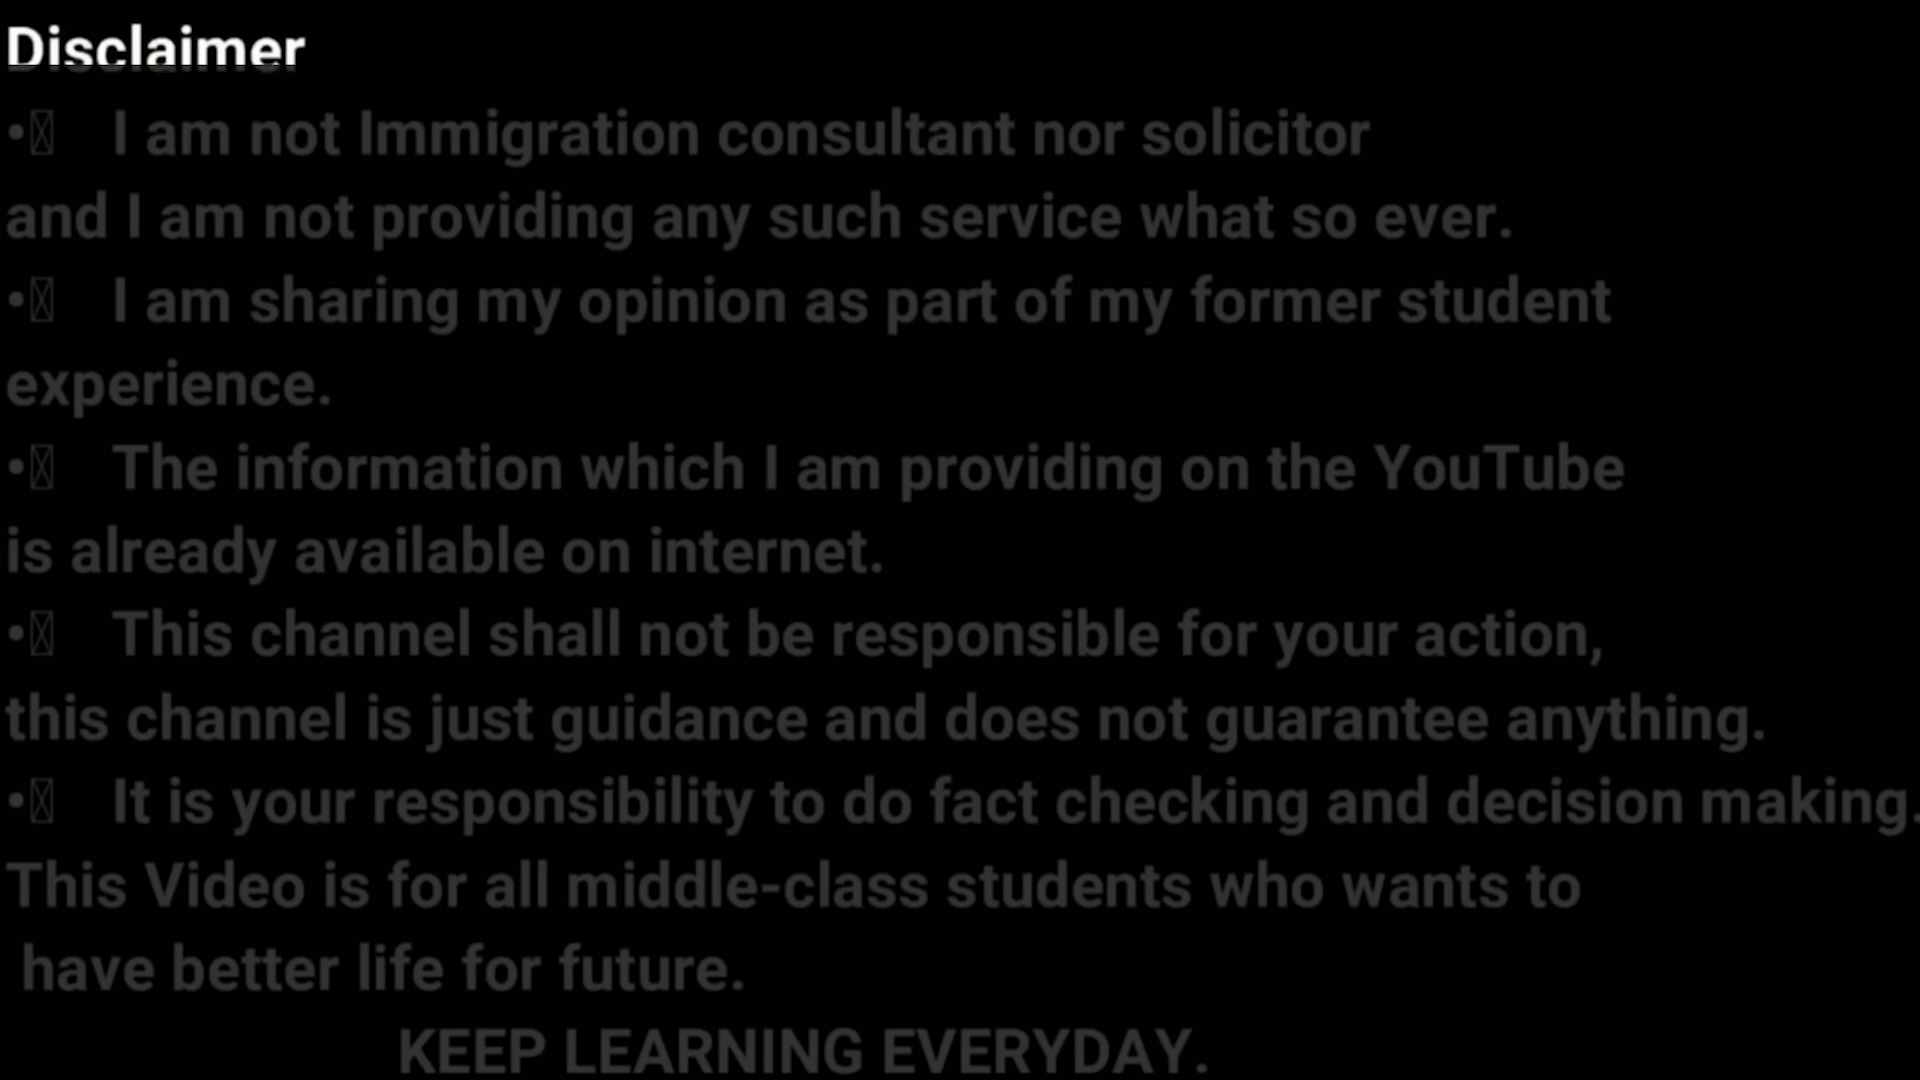 Disclaimer
• I am not Immigration consultant nor solicitor
and I am not providing any such service what so ever.
• I am sharing my opinion as part of my former student
experience.
• The information which I am providing on the YouTube
is already available on internet.
• This channel shall not be responsible for your action,
this channel is just guidance and does not guarantee anything.
• It is your responsibility to do fact checking and decision making.
This Video is for all middle-class students who wants to
have better life for future.
KEEP LEARNING EVERYDAY.